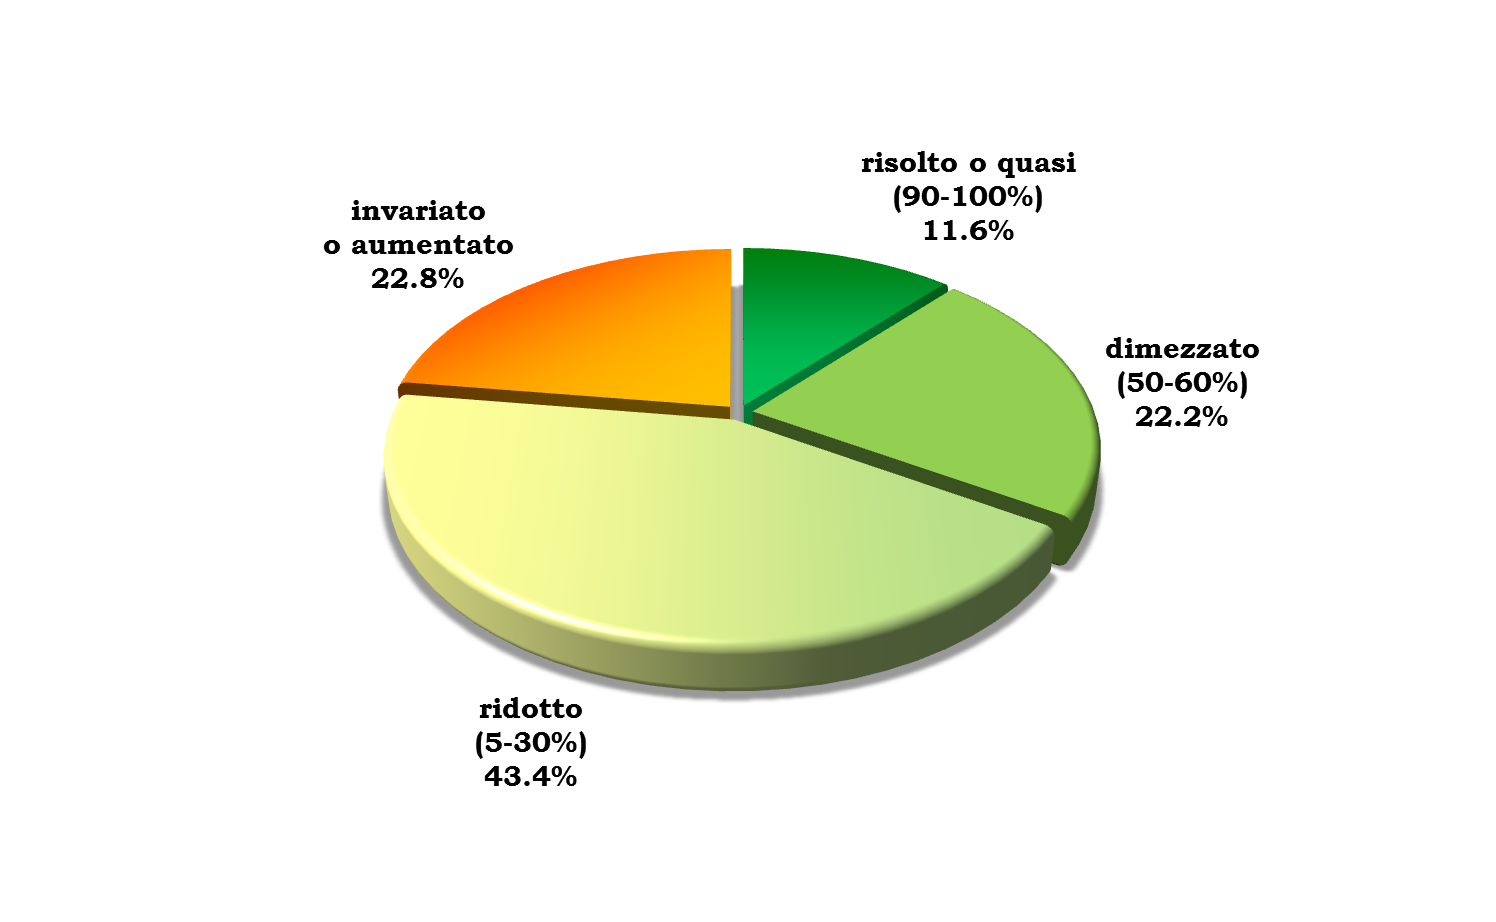 risolto o quasi
(90-100%)
11.6%
invariato
o aumentato
22.8%
dimezzato
(50-60%)
22.2%
ridotto
(5-30%)
43.4%